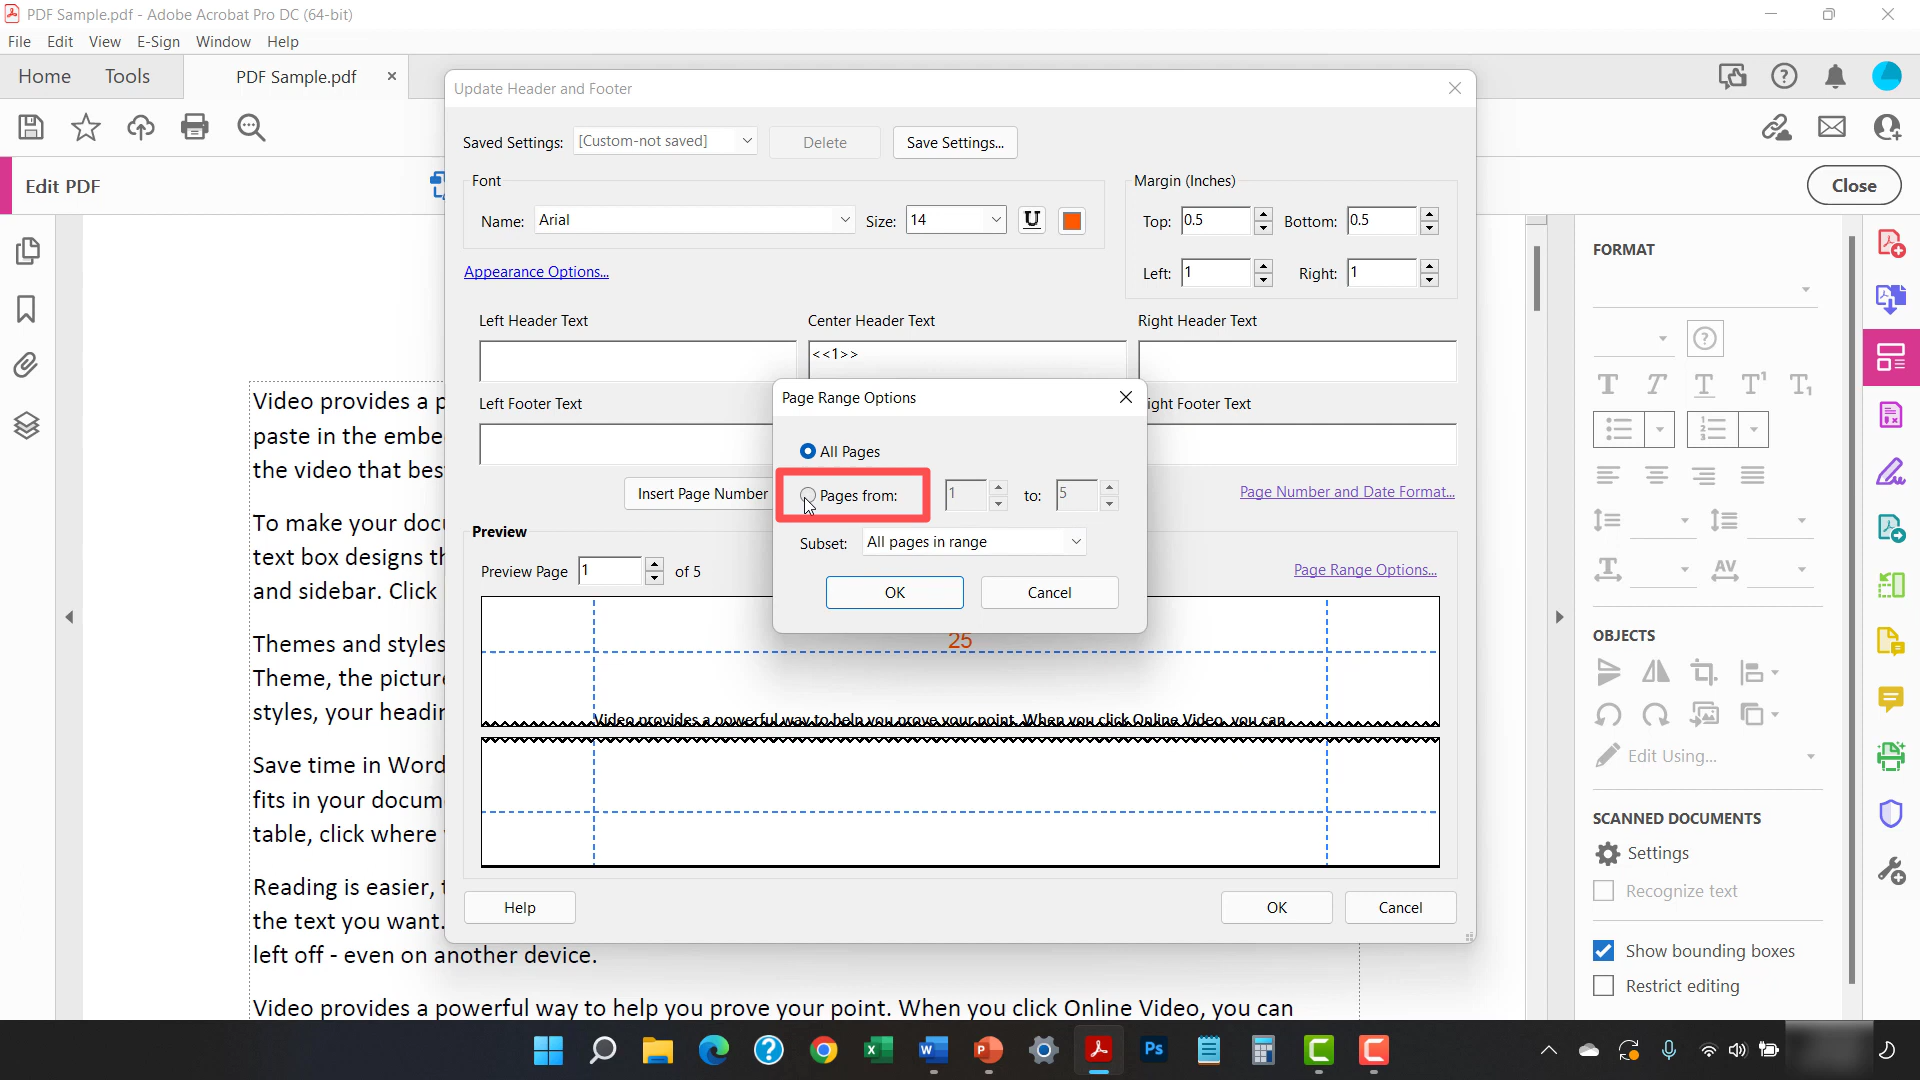 PDF Sample.pdf - Adobe Acrobat Pro DC (64-bit)
File Edit View E-Sign Window Help
Home Tools PDF Sample.pdf
Edit PDF
Close
Update Header and Footer
Saved Settings: [Custom-not saved] Delete Save Settings...
Font
Name: Arial Size: 14 U
Appearance Options...
Margin (Inches)
Top: 0.5 Bottom: 0.5
Left: 1 Right: 1
Left Header Text Center Header Text Right Header Text
<<1>>
Left Footer Text
ight Footer Text
Insert Page Number
Page Number and Date Format...
Page Range Options
All Pages
Pages from: 1 to: 5
Subset: All pages in range
OK Cancel
Preview
Preview Page 1 of 5
Page Range Options...
25
Video provides a powerful way to help you prove your point. When you click Online Video, you can
Help OK Cancel
Video provides a p
paste in the embe
the video that bes
To make your docu
text box designs th
and sidebar. Click
Themes and styles
Theme, the picture
styles, your headin
Save time in Word
fits in your docum
table, click where
Reading is easier, t
the text you want.
left off - even on another device.
Video provides a powerful way to help you prove your point. When you click Online Video, you can
FORMAT
T T T T¹ T₁
T AV
OBJECTS
Edit Using...
SCANNED DOCUMENTS
Settings
Recognize text
Show bounding boxes
Restrict editing
Ps